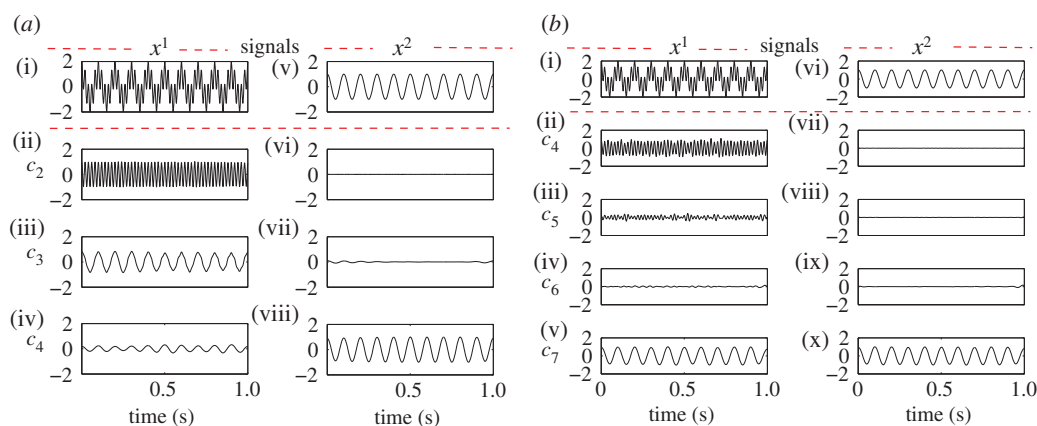 (a)
x¹ signals x²
(i) 2 0 −2
(v) 2 0 −2
(ii) c₂ 2 0 −2
(vi) 2 0 −2
(iii) c₃ 2 0 −2
(vii) 2 0 −2
(iv) c₄ 2 0 −2
(viii) 2 0 −2
0.5 1.0
0.5 1.0
time (s)
time (s)
(b)
x¹ signals x²
(i) 2 0 −2
(vi) 2 0 −2
(ii) c₄ 2 0 −2
(vii) 2 0 −2
(iii) c₅ 2 0 −2
(viii) 2 0 −2
(iv) c₆ 2 0 −2
(ix) 2 0 −2
(v) c₇ 2 0 −2
(x) 2 0 −2
0 0.5 1.0
0 0.5 1.0
time (s)
time (s)